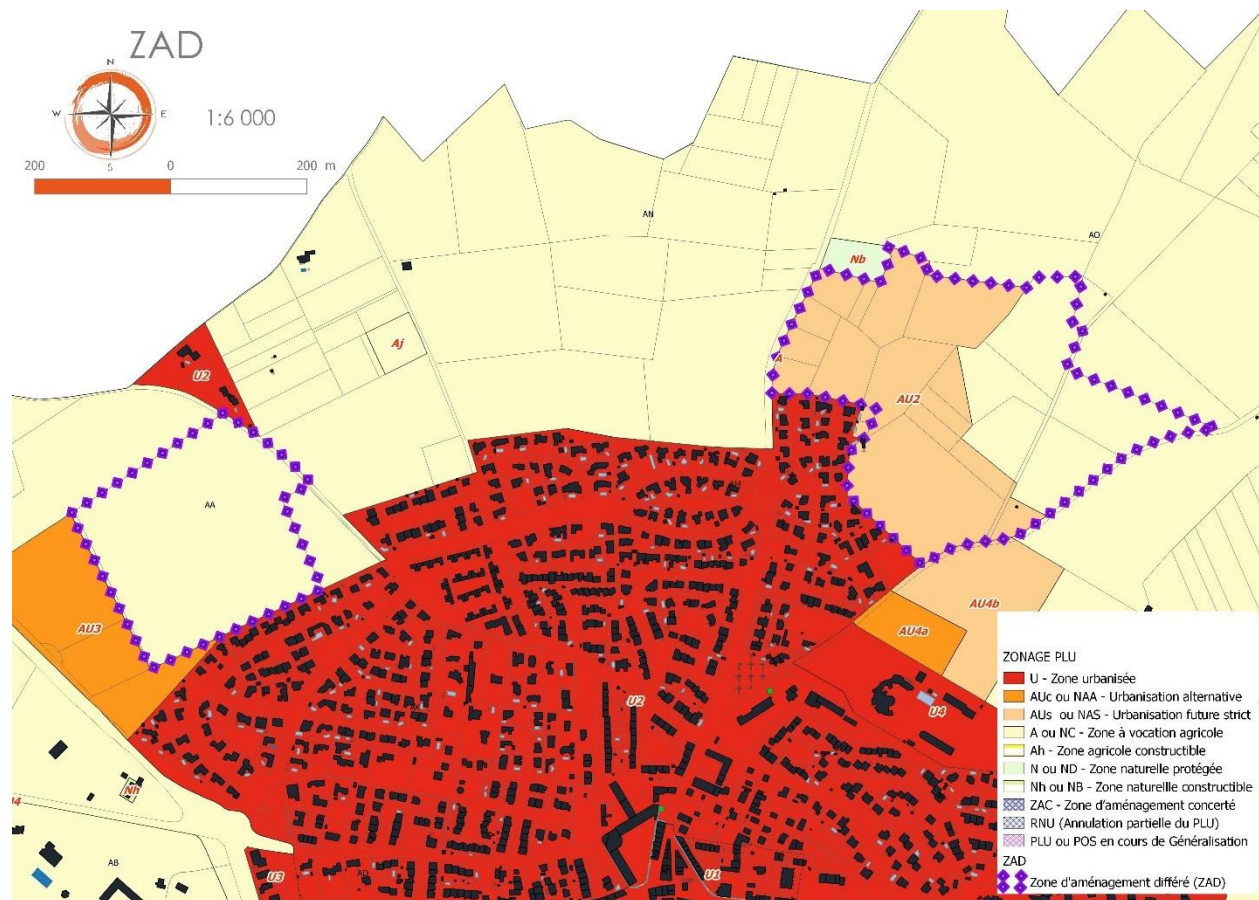 ZAD
N
W E
S
1:6 000
200 0 200 m
AN
AO
Nb
Aj
U2
A
AU2
AA
AU3
AU4b
AU4a
U2
U4
Nh
AB
U3
U1
ZONAGE PLU
U - Zone urbanisée
AUc ou NAA - Urbanisation alternative
AUs ou NAS - Urbanisation future strict
A ou NC - Zone à vocation agricole
Ah - Zone agricole constructible
N ou ND - Zone naturelle protégée
Nh ou NB - Zone naturellle constructible
ZAC - Zone d'aménagement concerté
RNU (Annulation partielle du PLU)
PLU ou POS en cours de Généralisation
ZAD
Zone d'aménagement différé (ZAD)